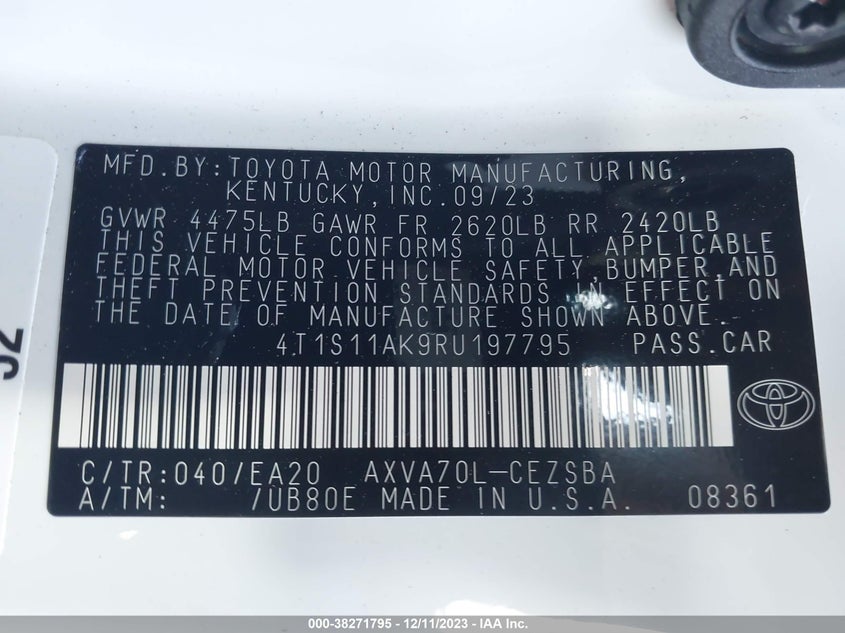 MFD.BY:TOYOTA MOTOR MANUFACTURING,
KENTUCKY,INC.09/23
GVWR 4475LB GAWR FR 2620LB RR 2420LB
THIS VEHICLE CONFORMS TO ALL APPLICABLE
FEDERAL MOTOR VEHICLE SAFETY,BUMPER,AND
THEFT PREVENTION STANDARDS IN EFFECT ON
THE DATE OF MANUFACTURE SHOWN ABOVE.
4T1S11AK9RU197795 PASS.CAR
C/TR:040/EA20 AXVA70L-CEZSBA
A/TM: /UB80E MADE IN U.S.A. 08361
000-38271795 - 12/11/2023 - IAA Inc.